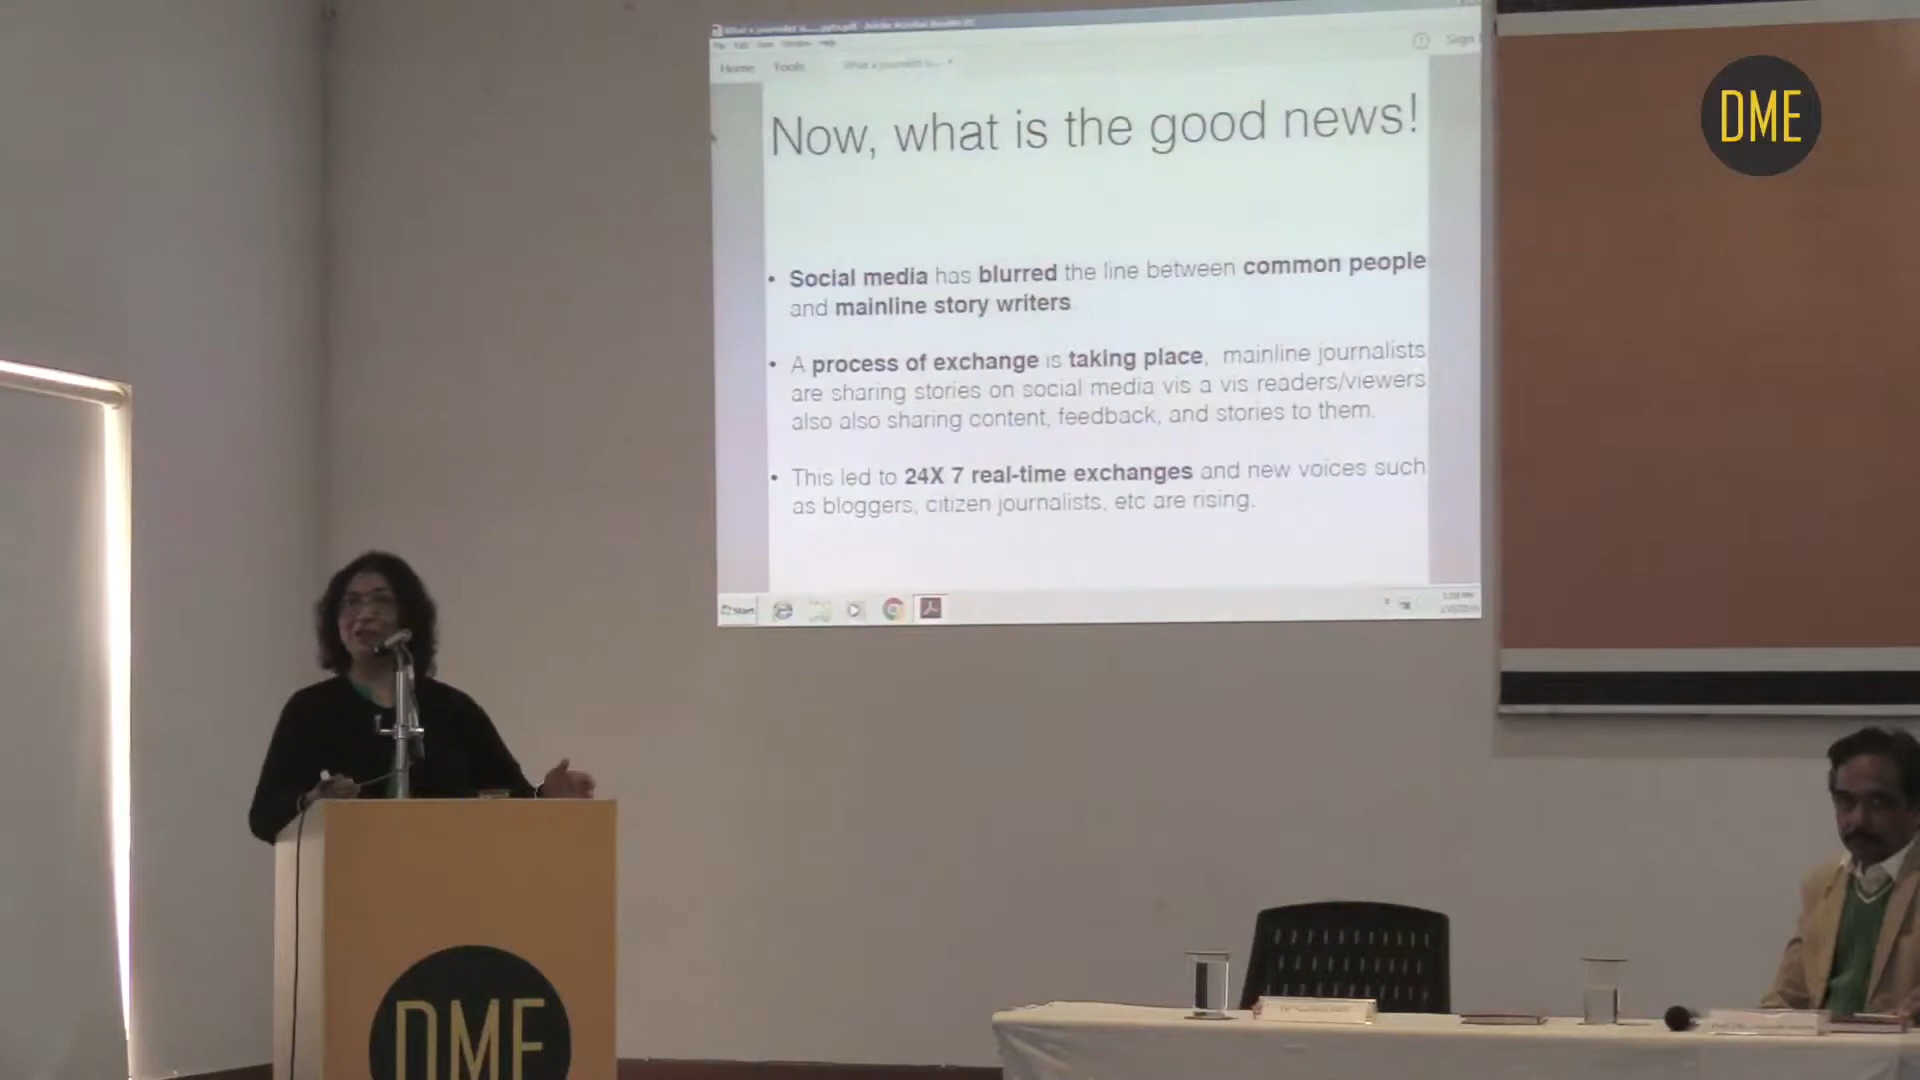 Home Tools
Sign
DME
Now, what is the good news!
• Social media has blurred the line between common people
and mainline story writers
• A process of exchange is taking place, mainline journalists
are sharing stories on social media vis a vis readers/viewers
also also sharing content, feedback, and stories to them.
• This led to 24X 7 real-time exchanges and new voices such
as bloggers, citizen journalists, etc are rising.
Start
DME